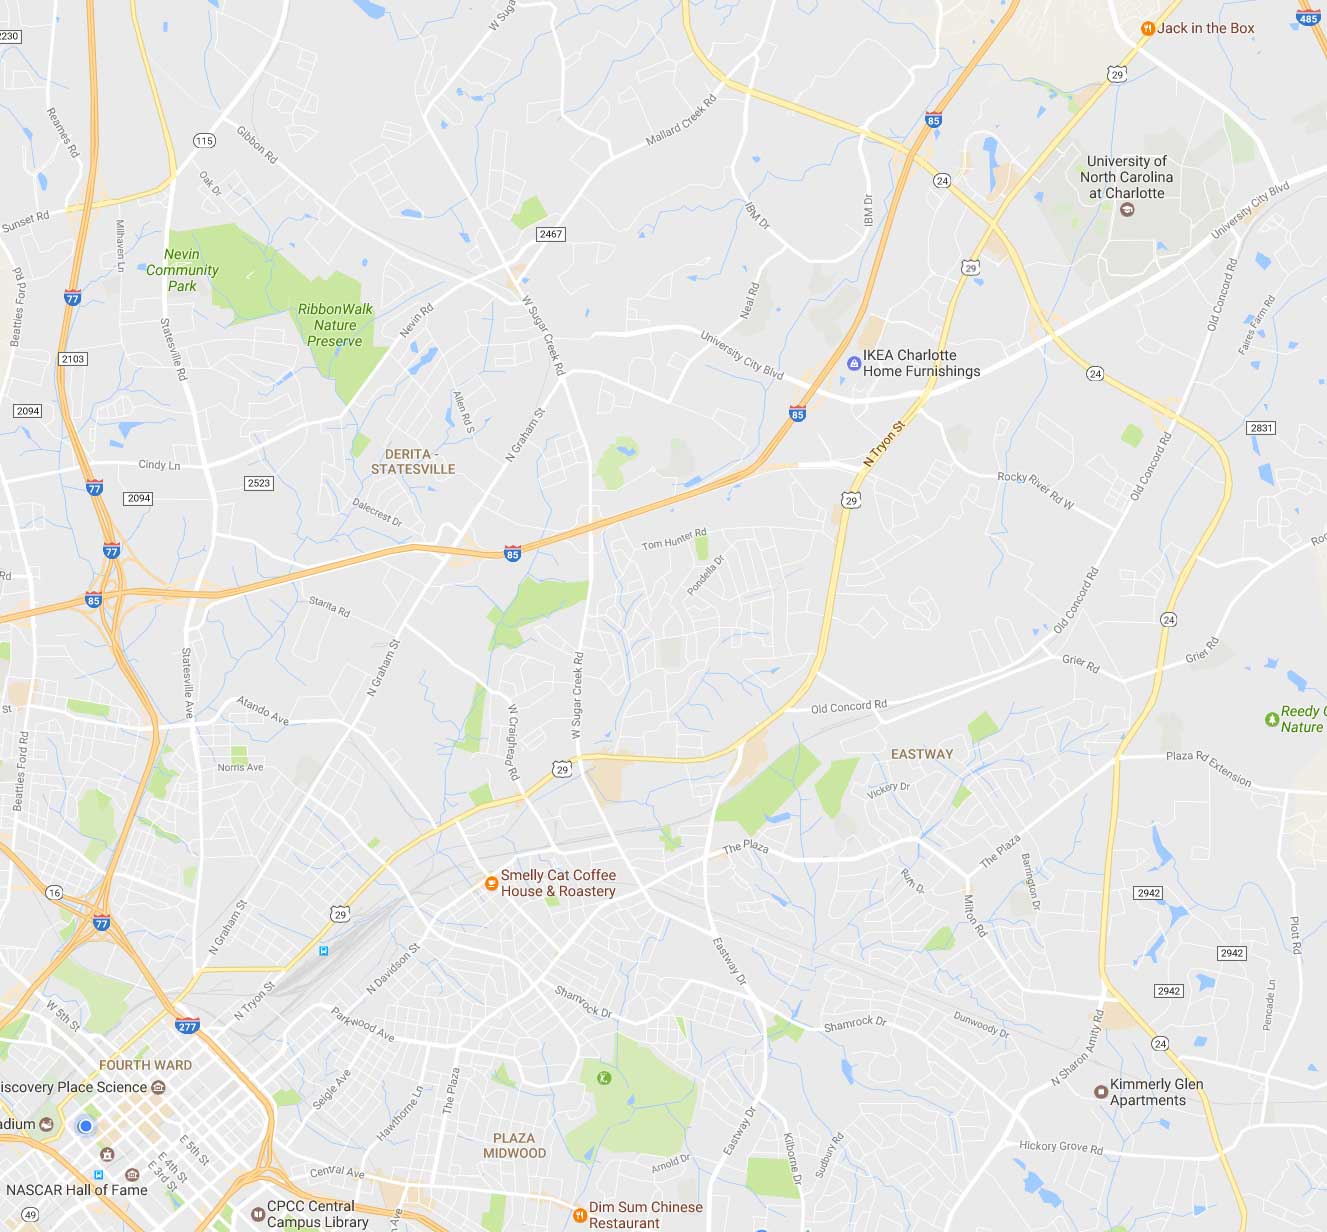 2230
W Suga
Jack in the Box
485
29
Mallard Creek Rd
85
Reames Rd
115
Gibbon Rd
University of
North Carolina
at Charlotte
Oak Dr
24
IBM Dr
IBM Dr
University City Blvd
Sunset Rd
Milhaven Ln
2467
Nevin
Community
Park
29
Old Concord Rd
Beatties Ford Rd
77
RibbonWalk
Nature
Preserve
Nevin Rd
W Sugar Creek Rd
Neal Rd
Faires Farm Rd
Statesville Rd
University City Blvd
2103
IKEA Charlotte
Home Furnishings
24
2094
Allen Rd S
N Graham St
85
N Tryon St
2831
Old Concord Rd
DERITA -
STATESVILLE
Cindy Ln
77
2094
2523
Dalecrest Dr
29
Rocky River Rd W
Tom Hunter Rd
77
85
Pondella Dr
Roc
Rd
85
Starita Rd
Old Concord Rd
24
Statesville Ave
N Graham St
W Sugar Creek Rd
Grier Rd
Grier Rd
St
Atando Ave
W Craighead Rd
Old Concord Rd
Reedy C
Nature
Beatties Ford Rd
Norris Ave
29
EASTWAY
Plaza Rd Extension
Vickery Dr
The Plaza
The Plaza
Smelly Cat Coffee
House & Roastery
Rum Dr
Barrington Dr
16
2942
Milton Rd
77
29
N Graham St
Plott Rd
N Davidson St
Eastway Dr
2942
N Tryon St
Shamrock Dr
2942
Pencade Ln
W 5th St
277
Parkwood Ave
Shamrock Dr
Dunwoody Dr
N Sharon Amity Rd
24
FOURTH WARD
iscovery Place Science
Seigle Ave
The Plaza
Hawthorne Ln
Kimmerly Glen
Apartments
adium
E 5th St
E 4th St
E 3rd St
PLAZA
MIDWOOD
Eastway Dr
Kilborne Dr
Sudbury Rd
Hickory Grove Rd
Arnold Dr
Central Ave
NASCAR Hall of Fame
49
CPCC Central
Campus Library
n Ave
Dim Sum Chinese
Restaurant